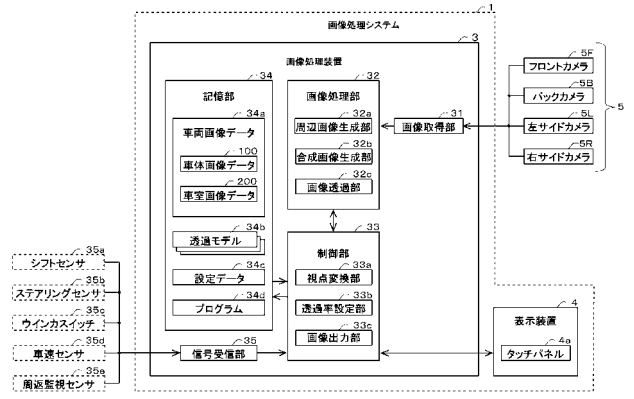 1
画像処理システム
3
画像処理装置
34
記憶部
34a
車両画像データ
100
車体画像データ
200
車室画像データ
34b
透過モデル
34c
設定データ
34d
プログラム
32
画像処理部
32a
周辺画像生成部
32b
合成画像生成部
32c
画像透過部
31
画像取得部
33
制御部
33a
視点変換部
33b
透過率設定部
33c
画像出力部
35
信号受信部
5F
フロントカメラ
5B
バックカメラ
5L
左サイドカメラ
5R
右サイドカメラ
5
35a
シフトセンサ
35b
ステアリングセンサ
35c
ウインカスイッチ
35d
車速センサ
35e
周返監視センサ
4
表示装置
4a
タッチパネル